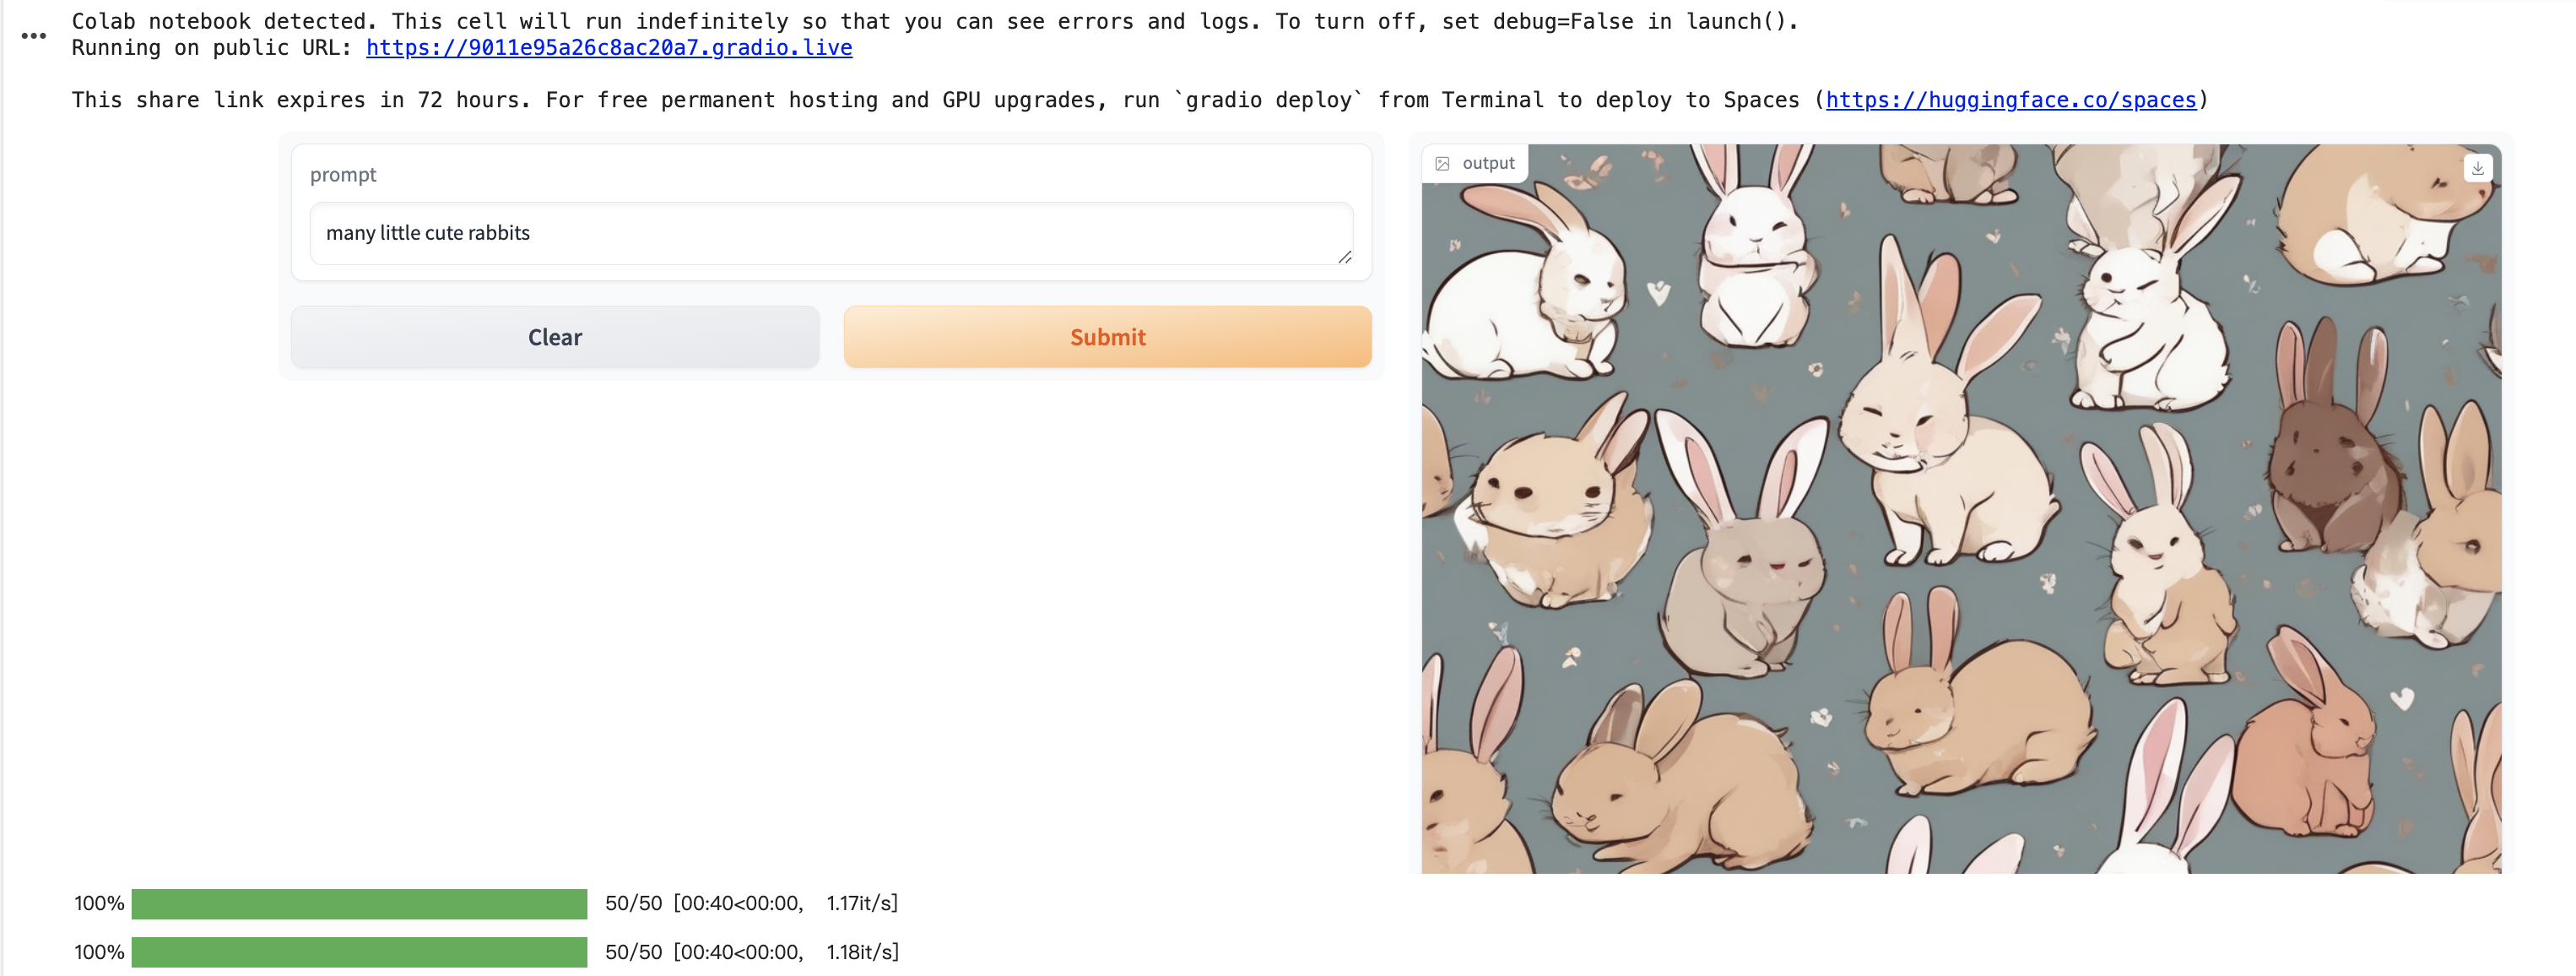 Colab notebook detected. This cell will run indefinitely so that you can see errors and logs. To turn off, set debug=False in launch().
Running on public URL: https://9011e95a26c8ac20a7.gradio.live
This share link expires in 72 hours. For free permanent hosting and GPU upgrades, run `gradio deploy` from Terminal to deploy to Spaces (https://huggingface.co/spaces)
prompt
many little cute rabbits
Clear
Submit
output
100% 50/50 [00:40<00:00, 1.17it/s]
100% 50/50 [00:40<00:00, 1.18it/s]